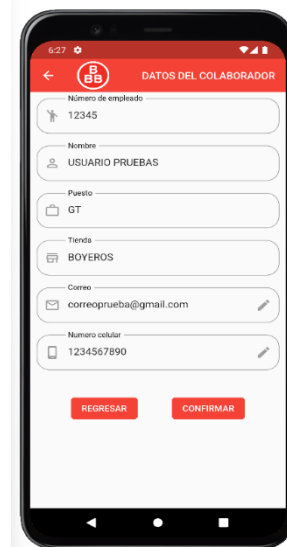 6:27
B
BB
DATOS DEL COLABORADOR
Número de empleado
12345
Nombre
USUARIO PRUEBAS
Puesto
GT
Tienda
BOYEROS
Correo
correoprueba@gmail.com
Numero celular
1234567890
REGRESAR CONFIRMAR